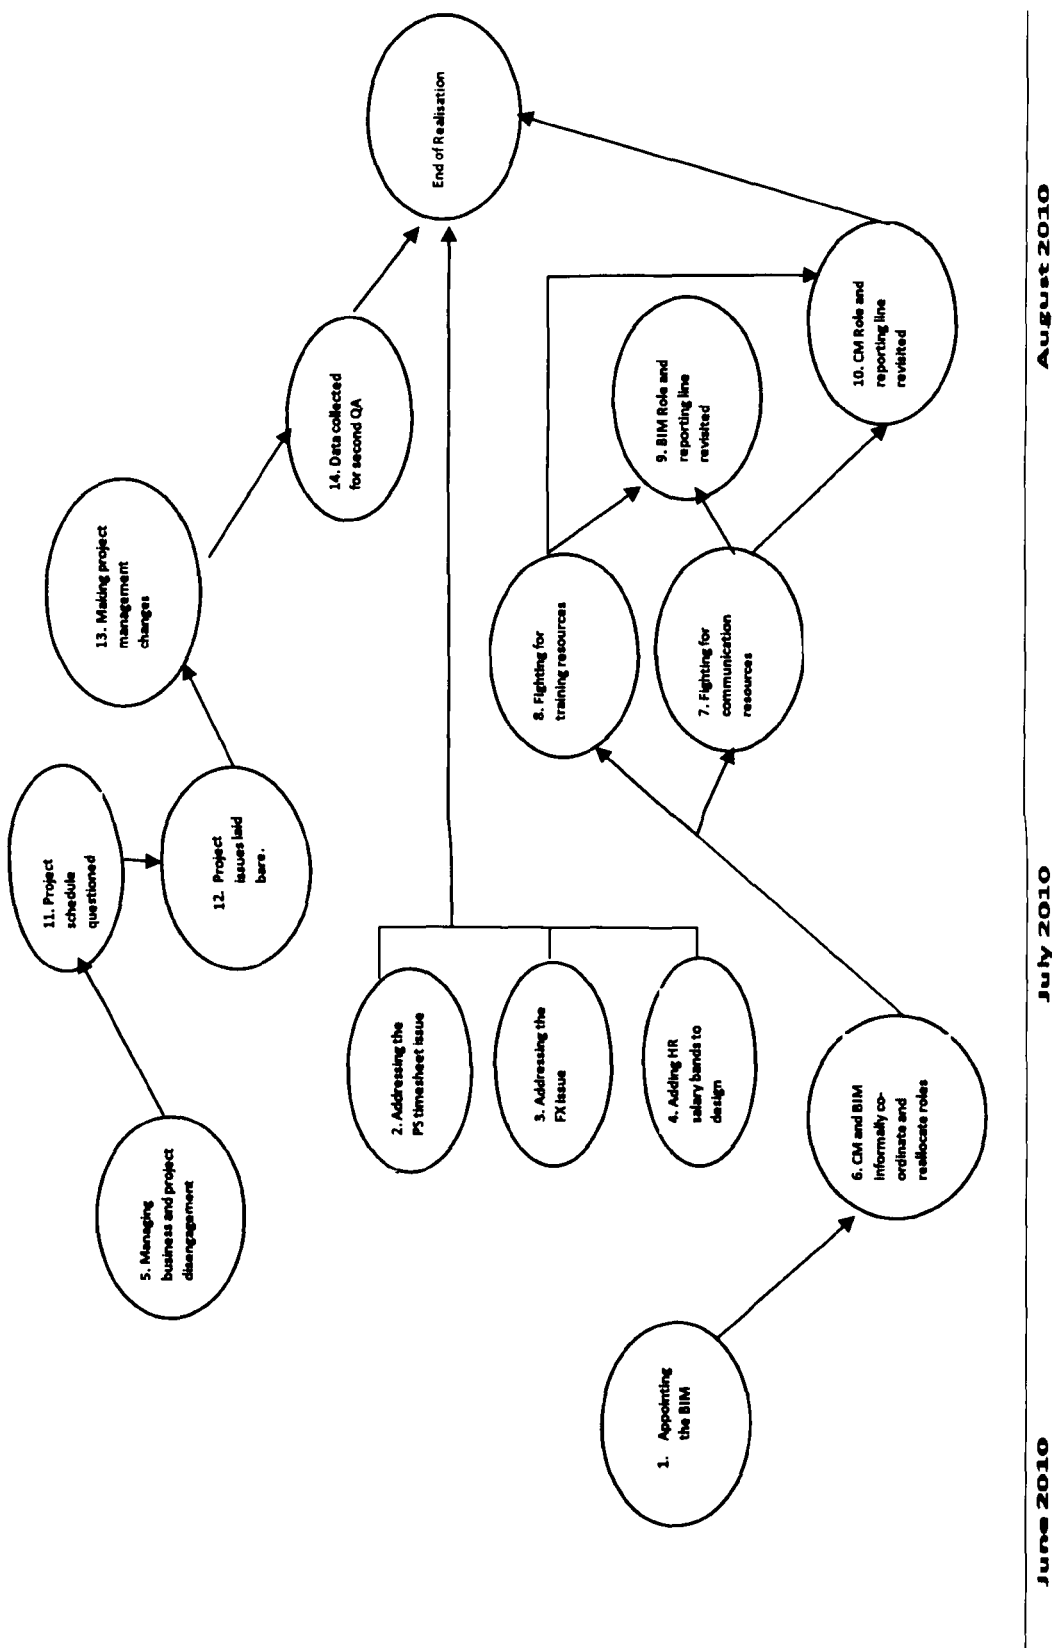 1. Appointing
the BIM
2. Addressing the
PS timesheet issue
3. Addressing the
FX issue
4. Adding HR
salary bands to
design
5. Managing
business and project
disengagement
6. CM and BIM
informally co-
ordinate and
reallocate roles
7. Fighting for
communication
resources
8. Fighting for
training resources
9. BIM Role and
reporting line
revisited
10. CM Role and
reporting line
revisited
11. Project
schedule
questioned
12. Project
issues laid
bare.
13. Making project
management
changes
14. Data collected
for second QA
End of Realisation
June 2010
July 2010
August 2010